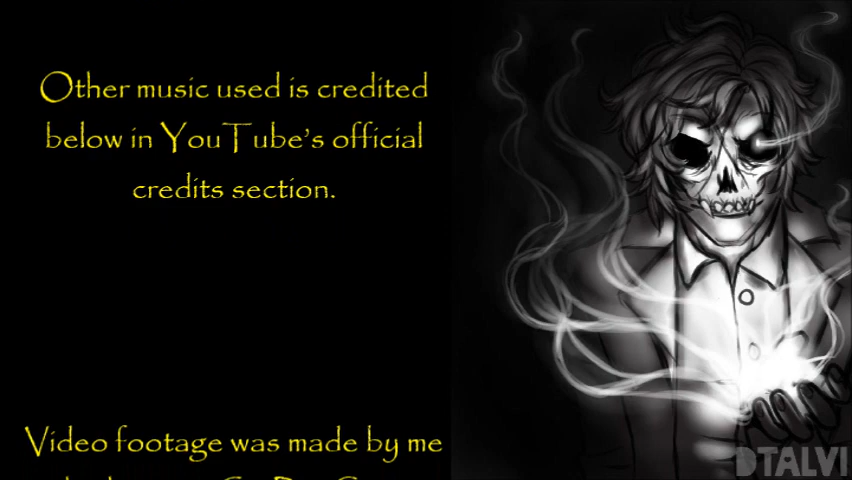 Other music used is credited
below in YouTube's official
credits section.
Video footage was made by me
DTALVI